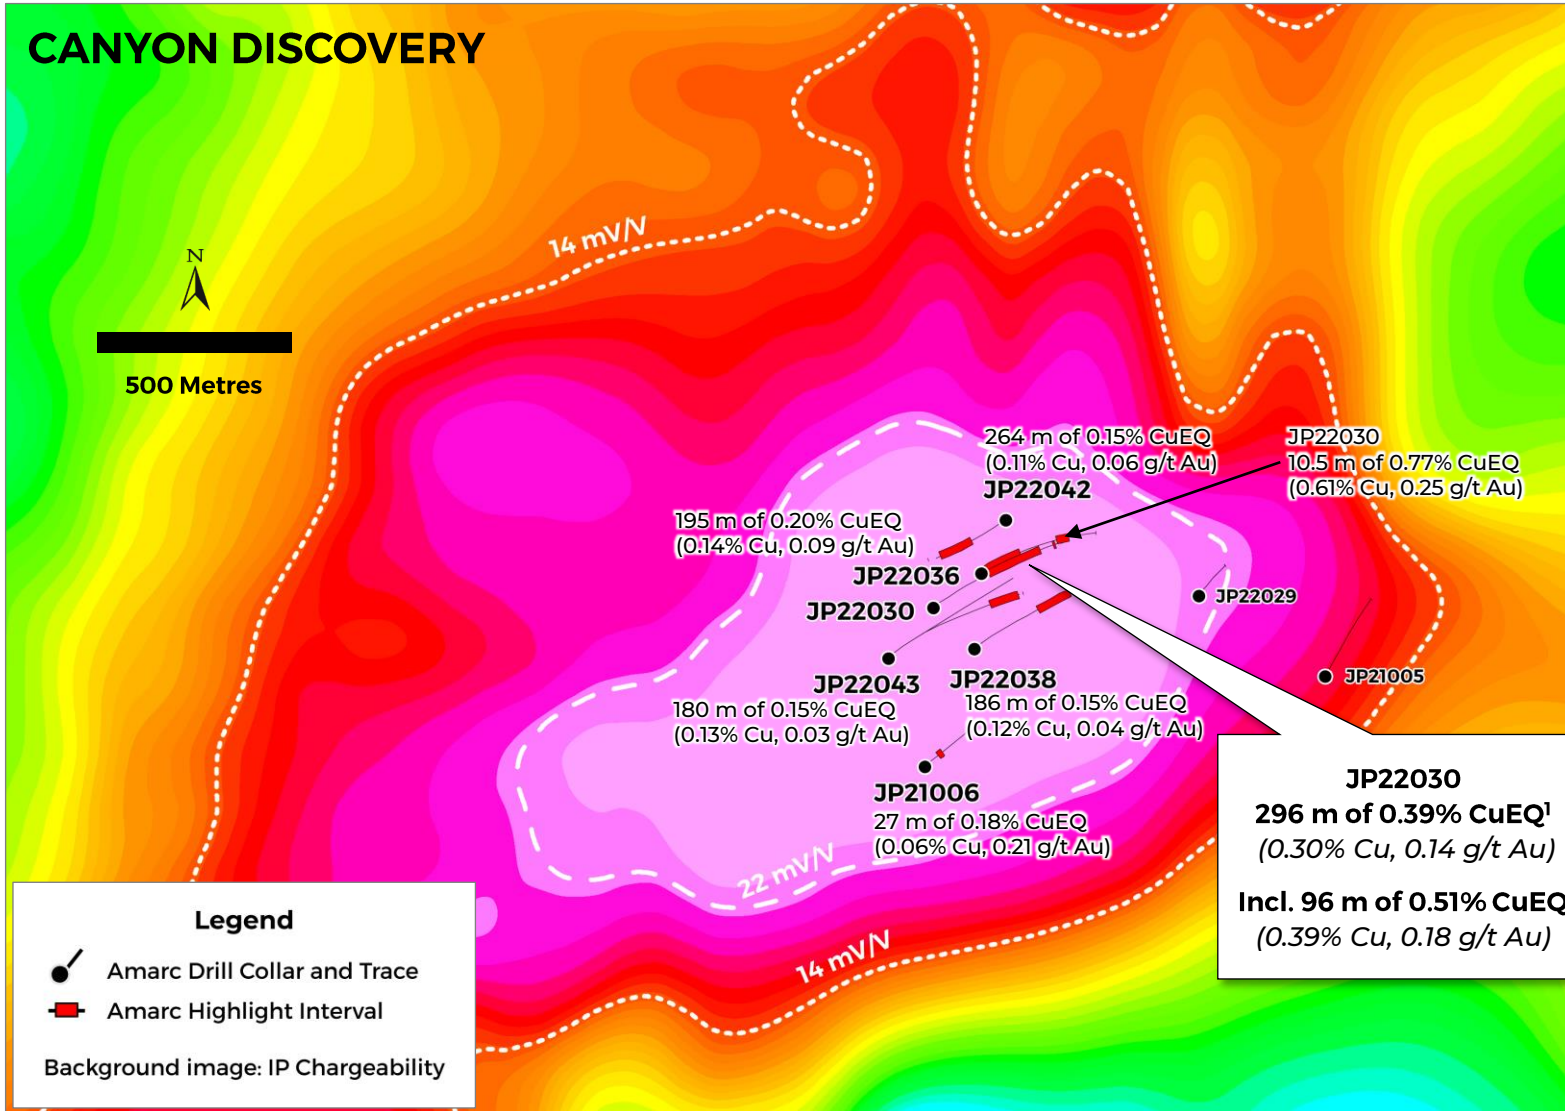 CANYON DISCOVERY
14 mV/V
N
500 Metres
264 m of 0.15% CuEQ
(0.11% Cu, 0.06 g/t Au)
JP22042
JP22030
10.5 m of 0.77% CuEQ
(0.61% Cu, 0.25 g/t Au)
195 m of 0.20% CuEQ
(0.14% Cu, 0.09 g/t Au)
JP22036
JP22030
JP22029
JP21005
JP22043
180 m of 0.15% CuEQ
(0.13% Cu, 0.03 g/t Au)
JP22038
186 m of 0.15% CuEQ
(0.12% Cu, 0.04 g/t Au)
JP21006
27 m of 0.18% CuEQ
(0.06% Cu, 0.21 g/t Au)
22 mV/V
14 mV/V
JP22030
296 m of 0.39% CuEQ¹
(0.30% Cu, 0.14 g/t Au)
Incl. 96 m of 0.51% CuEQ
(0.39% Cu, 0.18 g/t Au)
Legend
Amarc Drill Collar and Trace
Amarc Highlight Interval
Background image: IP Chargeability